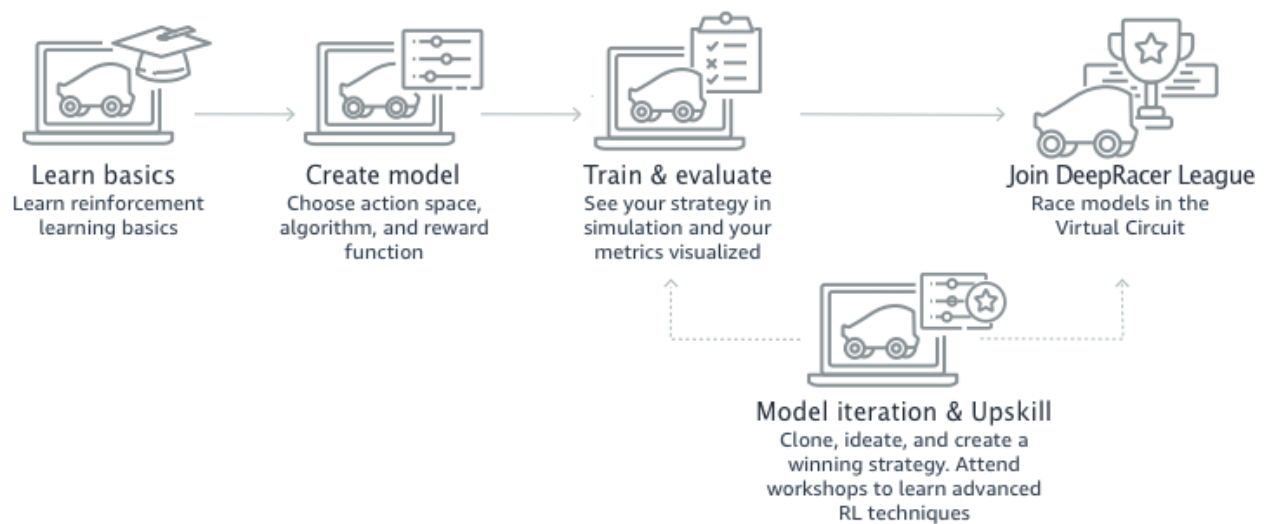 Learn basics
Learn reinforcement
learning basics
Create model
Choose action space,
algorithm, and reward
function
Train & evaluate
See your strategy in
simulation and your
metrics visualized
Join DeepRacer League
Race models in the
Virtual Circuit
Model iteration & Upskill
Clone, ideate, and create a
winning strategy. Attend
workshops to learn advanced
RL techniques